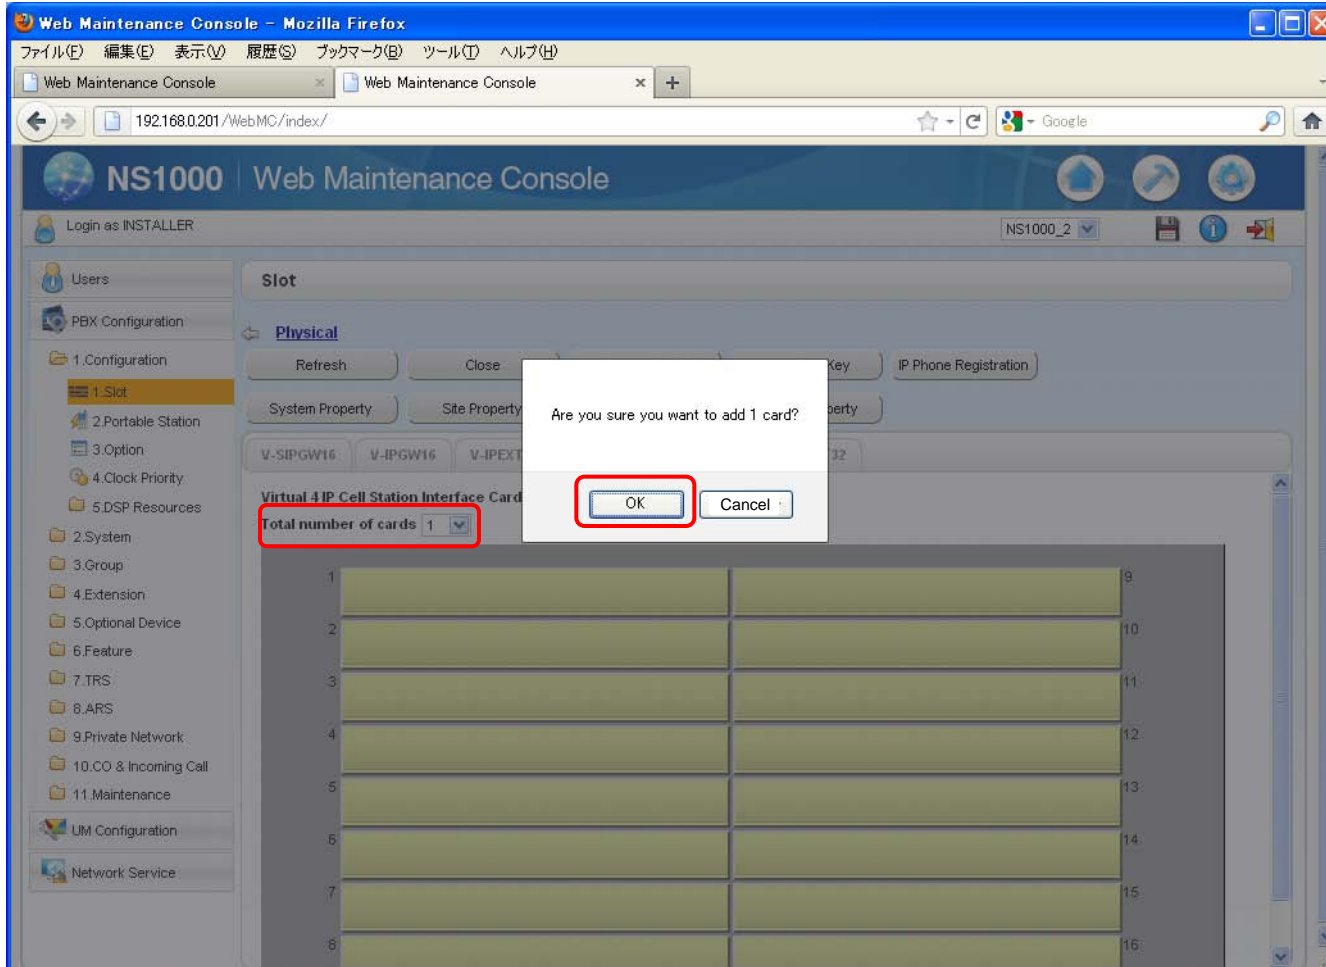 Web Maintenance Console - Mozilla Firefox
ファイル(F) 編集(E) 表示(V) 履歴(S) ブックマーク(B) ツール(T) ヘルプ(H)
Web Maintenance Console × Web Maintenance Console × +
192.168.0.201/WebMC/index/ Google
NS1000 Web Maintenance Console
Login as INSTALLER NS1000_2
Users
PBX Configuration
1.Configuration
1.Slot
2.Portable Station
3.Option
4.Clock Priority
5.DSP Resources
2.System
3.Group
4.Extension
5.Optional Device
6.Feature
7.TRS
8.ARS
9.Private Network
10.CO & Incoming Call
11.Maintenance
UM Configuration
Network Service
Slot
Physical
Refresh Close Key IP Phone Registration
System Property Site Property perty
V-SIPGW16 V-IPGW16 V-IPEXT 32
Virtual 4 IP Cell Station Interface Card
Total number of cards 1
Are you sure you want to add 1 card?
OK Cancel
1 9
2 10
3 11
4 12
5 13
6 14
7 15
8 16